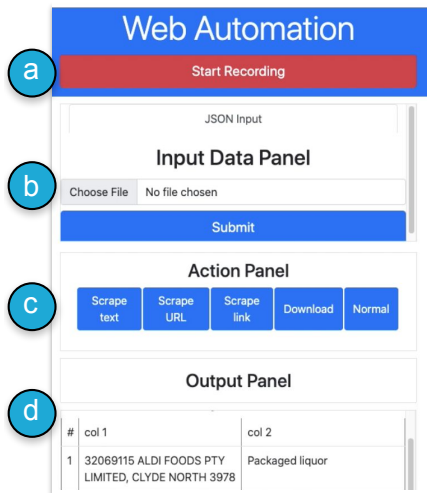 Web Automation
a
Start Recording
JSON Input
Input Data Panel
b
Choose File No file chosen
Submit
Action Panel
c
Scrape text
Scrape URL
Scrape link
Download
Normal
Output Panel
d
# col 1 col 2
1 32069115 ALDI FOODS PTY Packaged liquor
LIMITED, CLYDE NORTH 3978